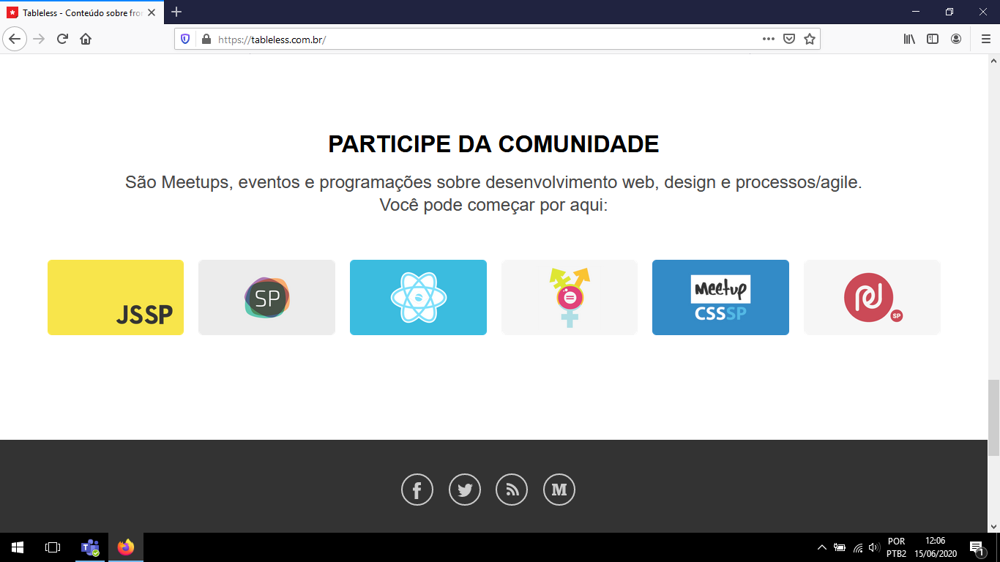 Tableless - Conteúdo sobre fro
https://tableless.com.br/
PARTICIPE DA COMUNIDADE
São Meetups, eventos e programações sobre desenvolvimento web, design e processos/agile.
Você pode começar por aqui:
JSSP
SP
Meetup
CSSSP
SP
M
POR
PTB2
12:06
15/06/2020
1